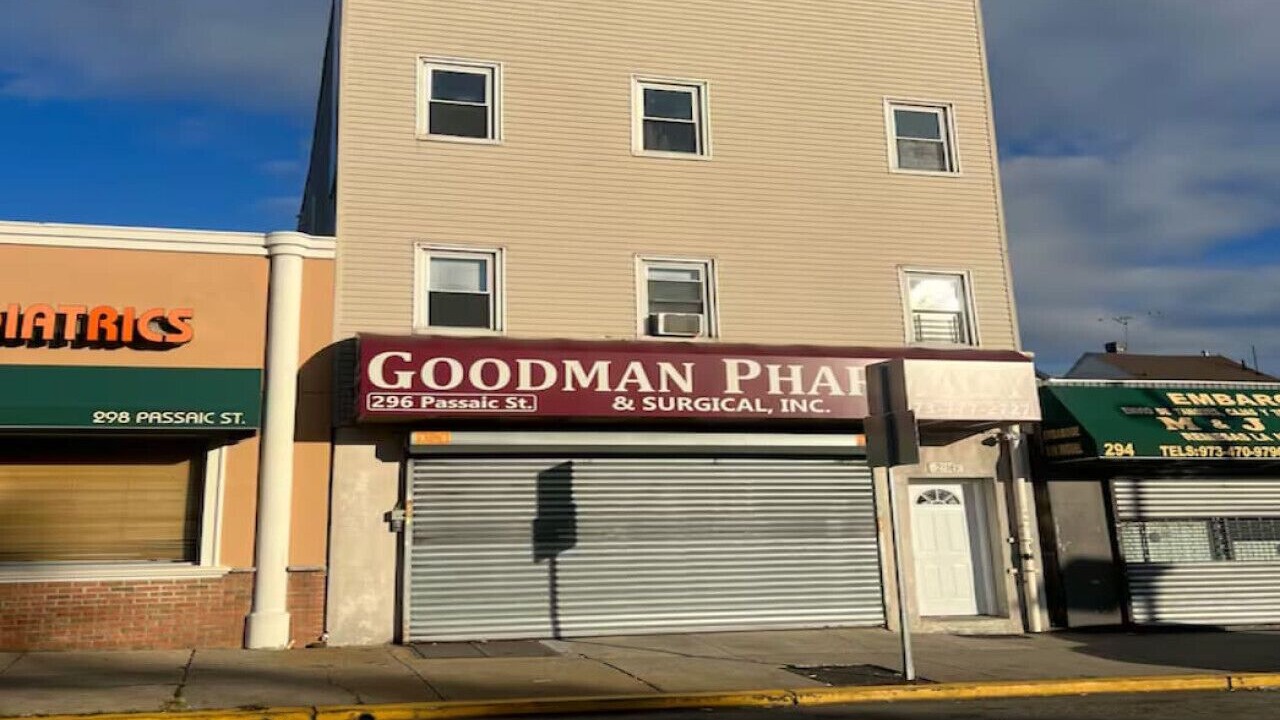 IATRICS
298 PASSAIC ST.
GOODMAN PHAR
296 Passaic St.
& SURGICAL, INC.
EMBAR
M & J
294
TELS:973-470-979